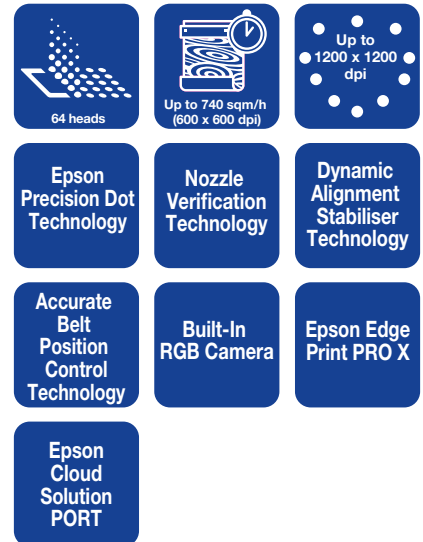 64 heads
Up to 740 sqm/h
(600 x 600 dpi)
Up to
1200 x 1200
dpi
Epson
Precision Dot
Technology
Nozzle
Verification
Technology
Dynamic
Alignment
Stabiliser
Technology
Accurate
Belt
Position
Control
Technology
Built-In
RGB Camera
Epson Edge
Print PRO X
Epson
Cloud
Solution
PORT